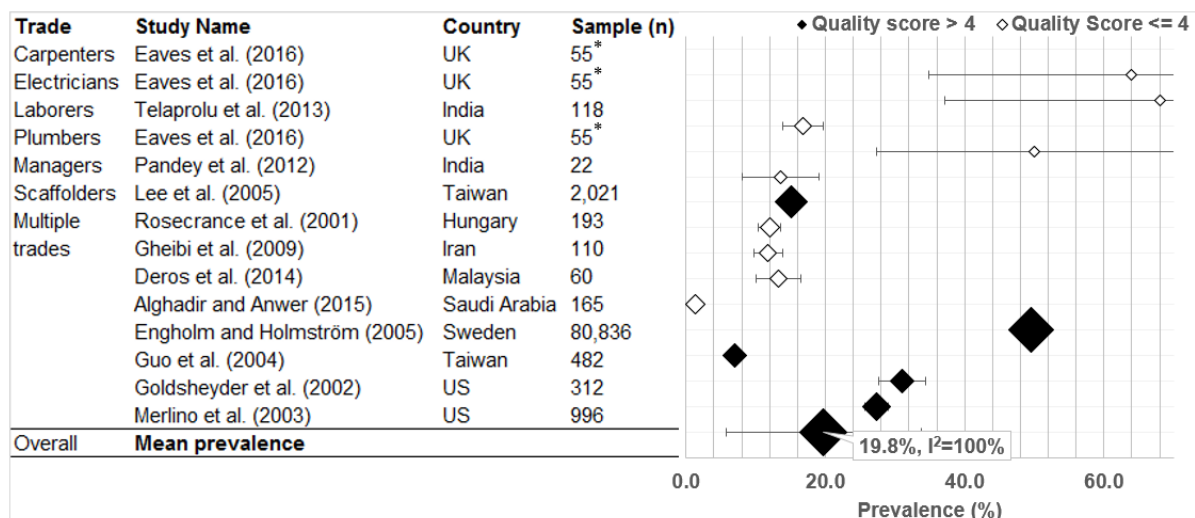 Trade Study Name Country Sample (n) ◆ Quality score > 4 ◇ Quality Score <= 4
Carpenters Eaves et al. (2016) UK 55*
Electricians Eaves et al. (2016) UK 55*
Laborers Telaprolu et al. (2013) India 118
Plumbers Eaves et al. (2016) UK 55*
Managers Pandey et al. (2012) India 22
Scaffolders Lee et al. (2005) Taiwan 2,021
Multiple Rosecrance et al. (2001) Hungary 193
trades Gheibi et al. (2009) Iran 110
Deros et al. (2014) Malaysia 60
Alghadir and Anwer (2015) Saudi Arabia 165
Engholm and Holmström (2005) Sweden 80,836
Guo et al. (2004) Taiwan 482
Goldsheyder et al. (2002) US 312
Merlino et al. (2003) US 996
Overall Mean prevalence 19.8%, I²=100%
0.0 20.0 40.0 60.0
Prevalence (%)